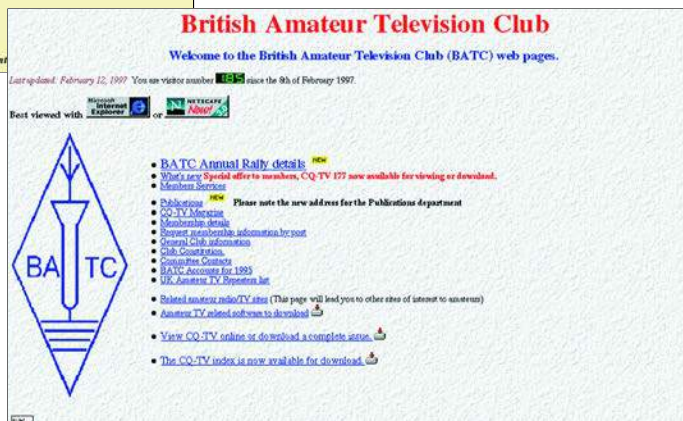 British Amateur Television Club
Welcome to the British Amateur Television Club (BATC) web pages.
Last updated: February 12, 1997 You are visitor number 185 since the 8th of February 1997.
Best viewed with Microsoft Internet Explorer or NETSCAPE Now!
BATC Annual Rally details NEW
What's new Special offer to members, CQ-TV 177 now available for viewing or download.
Members Services
Publications NEW Please note the new address for the Publications department
CQ-TV Magazine
Membership details
Request membership information by post
General Club information
Club Constitution.
Committee Contacts
BATC Accounts for 1995
UK Amateur TV Repeaters list
Related amateur radio/TV sites (This page will lead you to other sites of interest to amateurs)
Amateur TV related software to download
View CQ-TV online or download a complete issue.
The CQ-TV index is now available for download.
BA TC